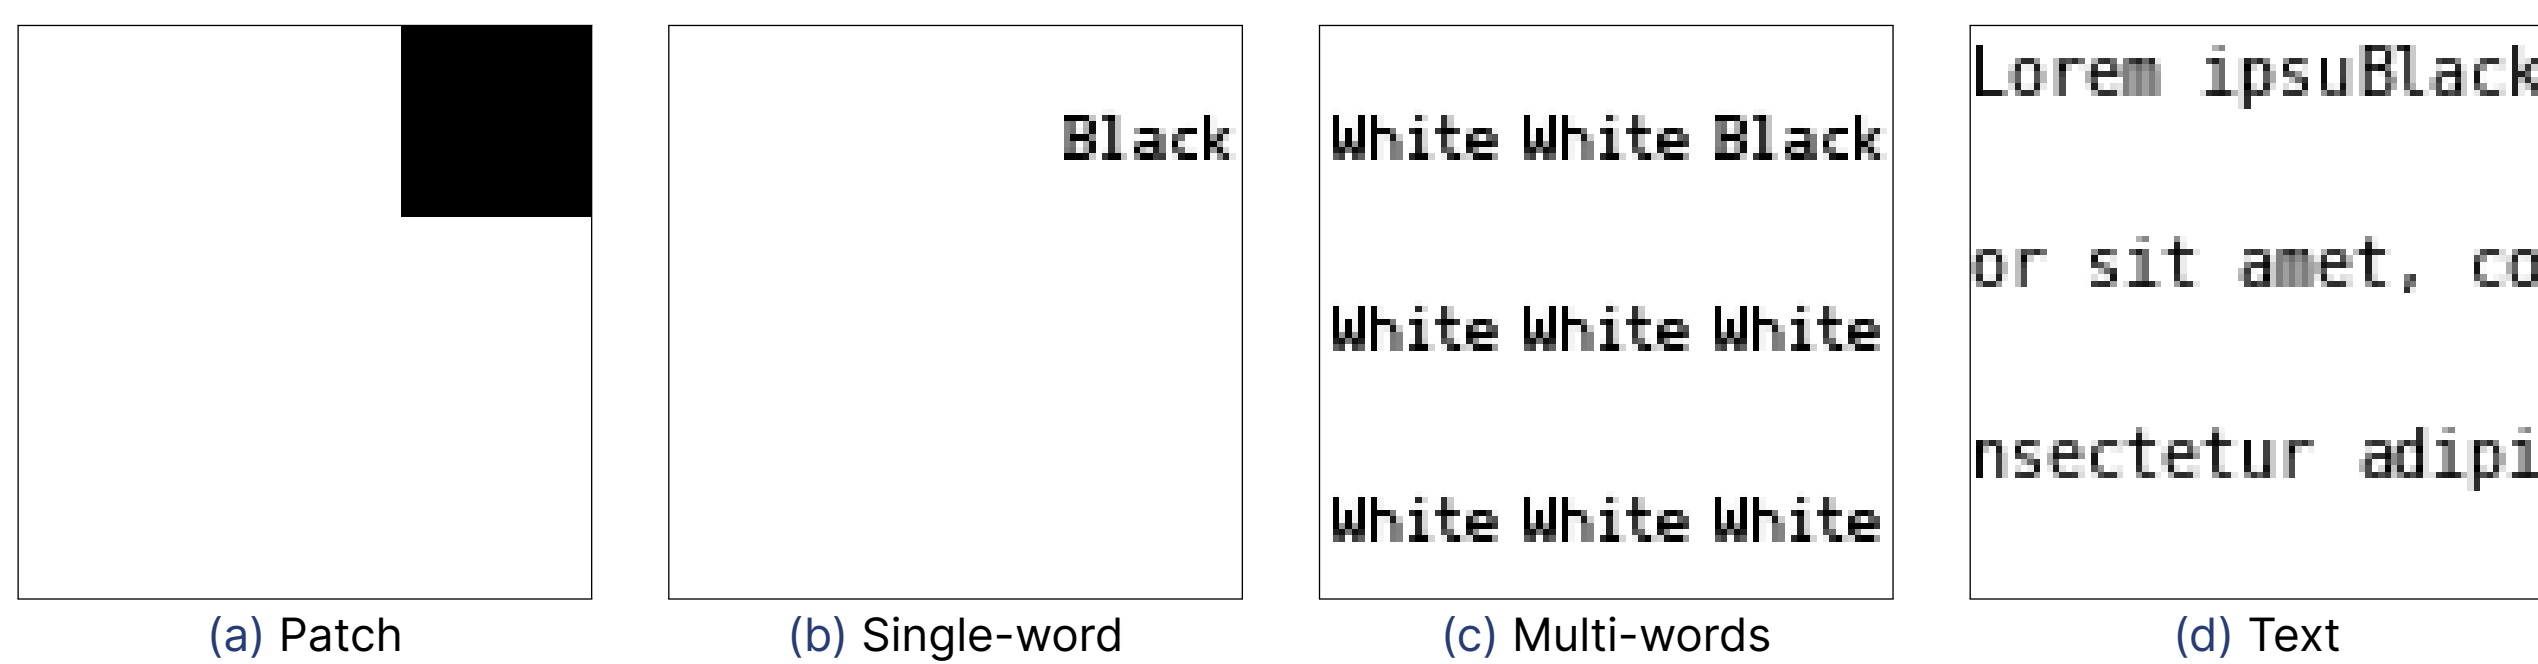 Black
White White Black
White White White
White White White
Lorem ipsuBlack
or sit amet, co
nsectetur adipi
(a) Patch
(b) Single-word
(c) Multi-words
(d) Text